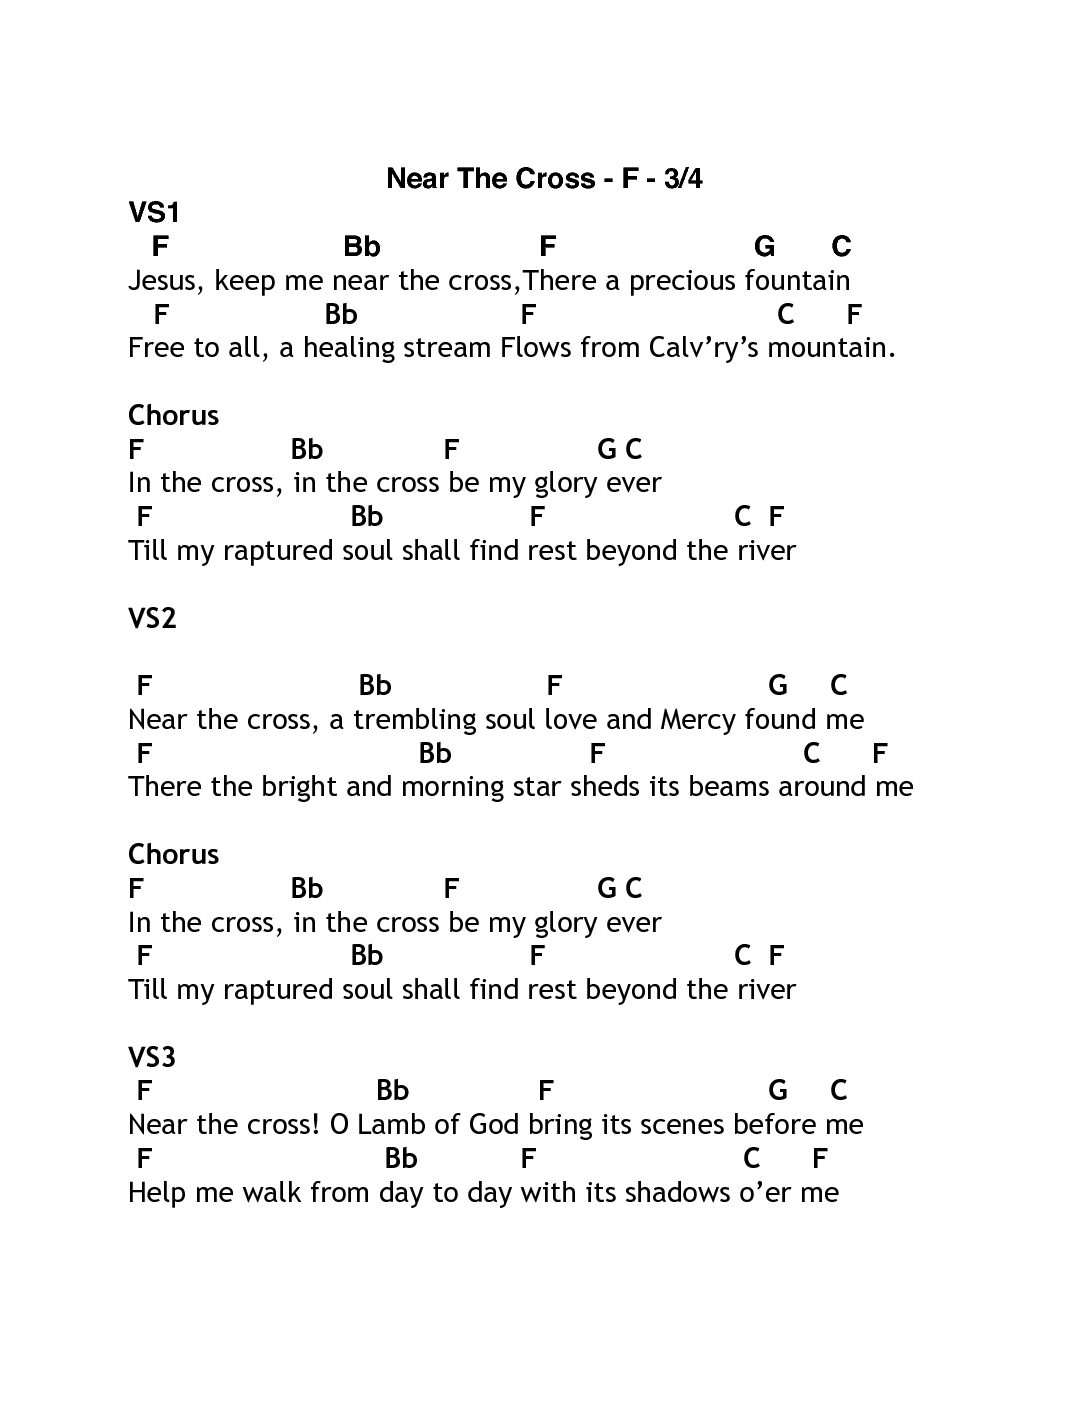 Near The Cross - F - 3/4
VS1
F Bb F G C
Jesus, keep me near the cross,There a precious fountain
F Bb F C F
Free to all, a healing stream Flows from Calv’ry’s mountain.
Chorus
F Bb F G C
In the cross, in the cross be my glory ever
F Bb F C F
Till my raptured soul shall find rest beyond the river
VS2
F Bb F G C
Near the cross, a trembling soul love and Mercy found me
F Bb F C F
There the bright and morning star sheds its beams around me
Chorus
F Bb F G C
In the cross, in the cross be my glory ever
F Bb F C F
Till my raptured soul shall find rest beyond the river
VS3
F Bb F G C
Near the cross! O Lamb of God bring its scenes before me
F Bb F C F
Help me walk from day to day with its shadows o’er me